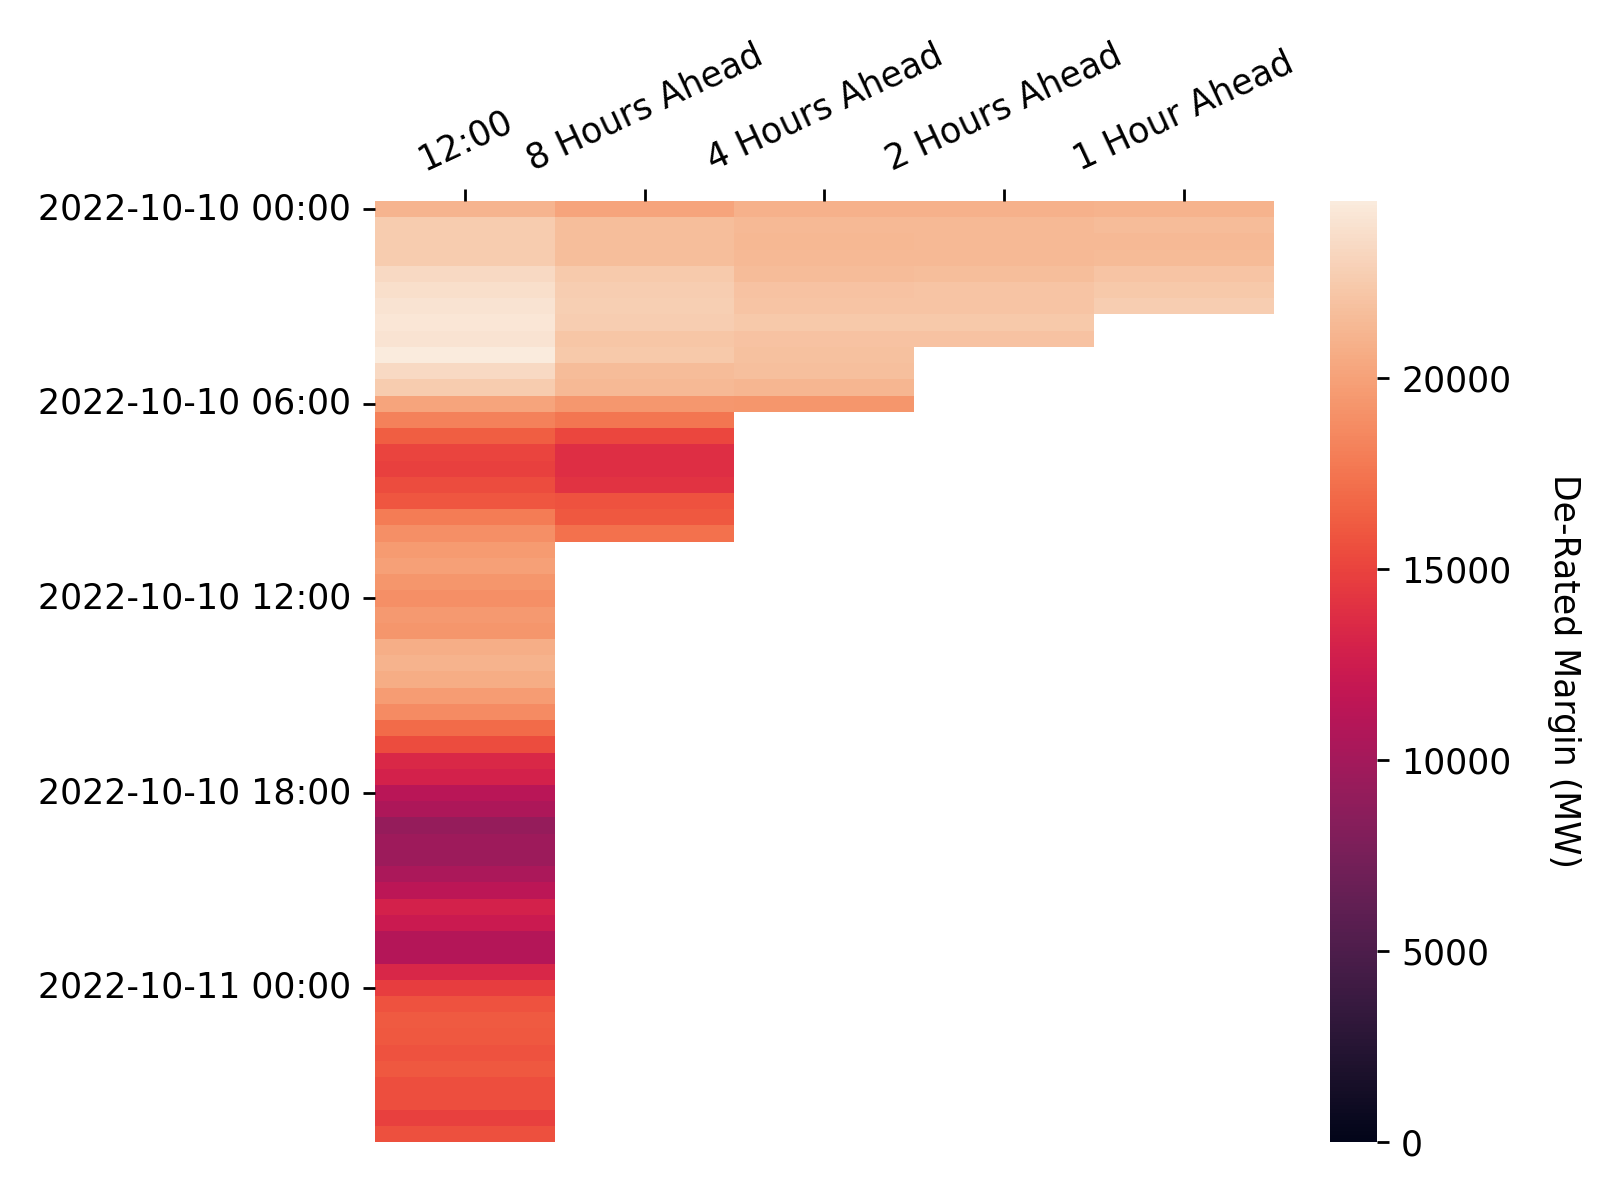 12:00
8 Hours Ahead
4 Hours Ahead
2 Hours Ahead
1 Hour Ahead
2022-10-10 00:00
2022-10-10 06:00
2022-10-10 12:00
2022-10-10 18:00
2022-10-11 00:00
20000
15000
10000
5000
0
De-Rated Margin (MW)